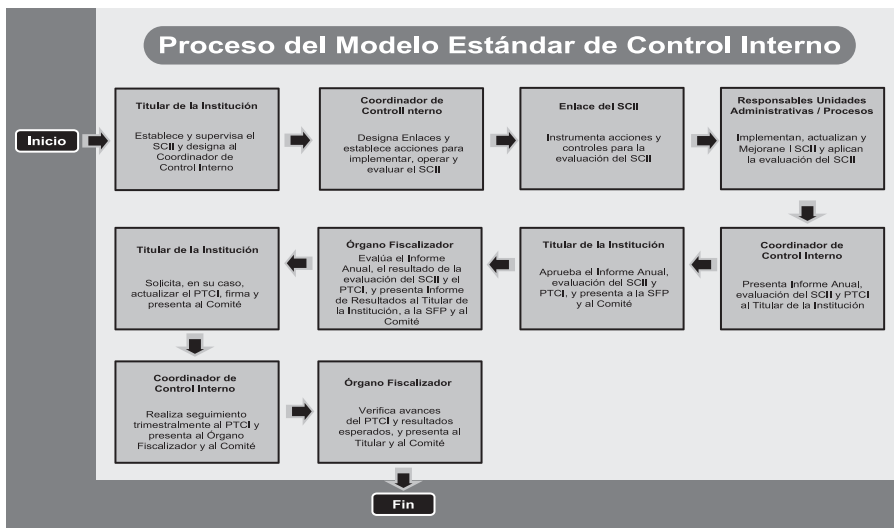 Proceso del Modelo Estándar de Control Interno
Inicio
Titular de la Institución
Establece y supervisa el
SCII y designa al
Coordinador de
Control Interno
Coordinador de
Controll nterno
Designa Enlaces y
establece acciones para
implementar, operar y
evaluar el SCII
Enlace del SCII
Instrumenta acciones y
controles para la
evaluación del SCII
Responsables Unidades
Administrativas / Procesos
Implementan, actualizan y
Mejorane l SCII y aplican
la evaluación del SCII
Coordinador de
Control Interno
Presenta Informe Anual,
evaluación del SCII y PTCI
al Titular de la Institución
Titular de la Institución
Aprueba el Informe Anual,
evaluación del SCII y
PTCI, y presenta a la SFP
y al Comité
Órgano Fiscalizador
Evalúa el Informe
Anual, el resultado de la
evaluación del SCII y el
PTCI, y presenta Informe
de Resultados al Titular de
la Institución, a la SFP y al
Comité
Titular de la Institución
Solicita, en su caso,
actualizar el PTCI, firma y
presenta al Comité
Coordinador de
Control Interno
Realiza seguimiento
trimestralmente al PTCI y
presenta al Órgano
Fiscalizador y al Comité
Órgano Fiscalizador
Verifica avances
del PTCI y resultados
esperados, y presenta al
Titular y al Comité
Fin